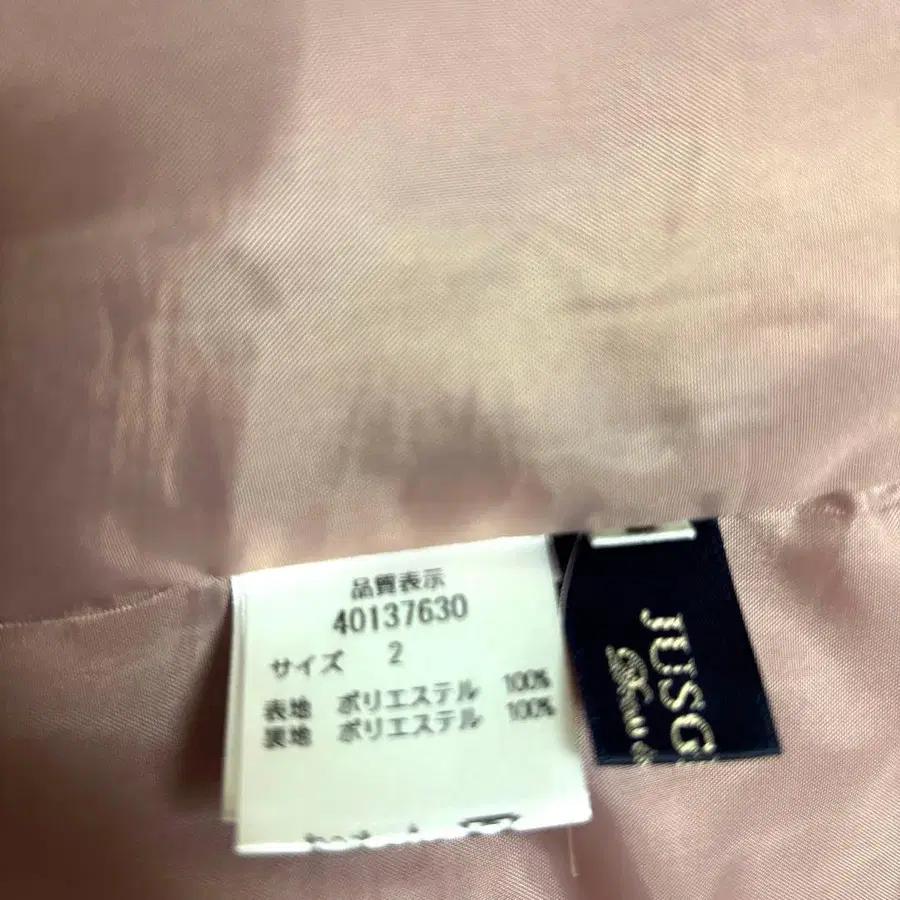 品質表示
40137630
サイズ 2
表地 ポリエステル 100%
裏地 ポリエステル 100%
JUSG